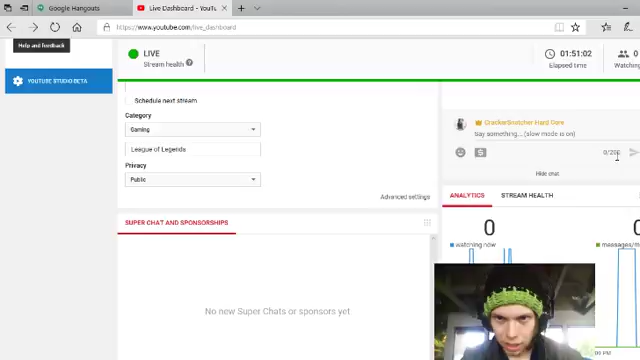 Google Hangouts
Live Dashboard - YouTu
https://www.youtube.com/live_dashboard
Help and feedback
YOUTUBE STUDIO BETA
LIVE
Stream health
?
01:51:02
Elapsed time
0
Watching
Schedule next stream
Category
Gaming
League of Legends
Privacy
Public
Advanced settings
CrackerSnatcher Hard Core
Say something... (slow mode is on)
0/200
Hide chat
ANALYTICS
STREAM HEALTH
SUPER CHAT AND SPONSORSHIPS
0
watching now
0
messages/m
No new Super Chats or sponsors yet